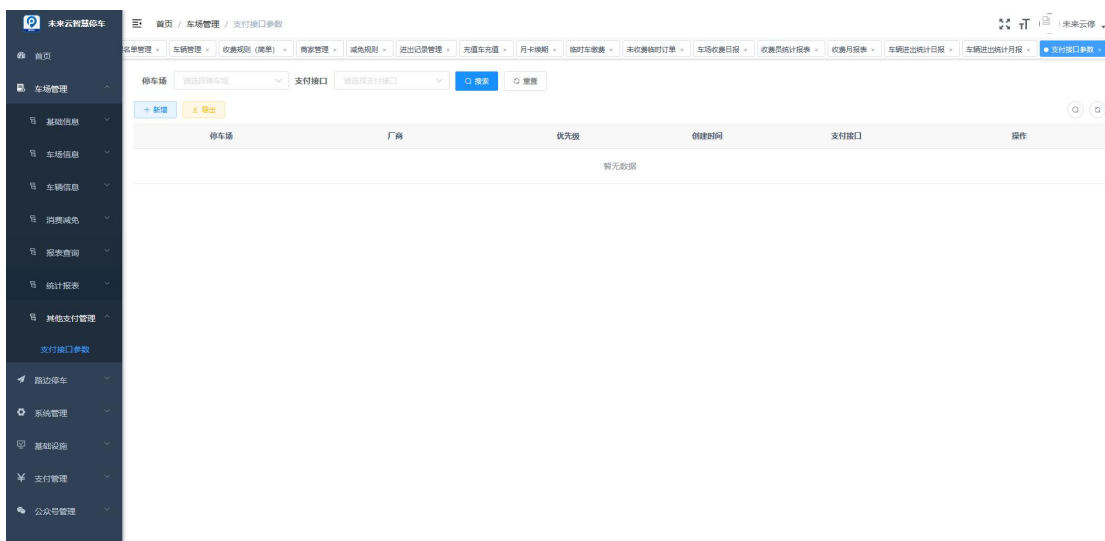 未来云智慧停车
首页 / 车场管理 / 支付接口参数
未来云停
首页
名单管理 × 车辆管理 × 收费规则（简单） × 商家管理 × 减免规则 × 进出记录管理 × 充值车充值 × 月卡续期 × 临时车缴费 × 未收费临时订单 × 车场收费日报 × 收费员统计报表 × 收费月报表 × 车辆进出统计日报 × 车辆进出统计月报 × 支付接口参数 ×
停车场 请选择停车场 支付接口 请选择支付接口 搜索 重置
车场管理
+ 新增 导出
基础信息
停车场 厂商 优先级 创建时间 支付接口 操作
车场信息
暂无数据
车辆信息
消费减免
报表查询
统计报表
其他支付管理
支付接口参数
路边停车
系统管理
基础设施
支付管理
公众号管理